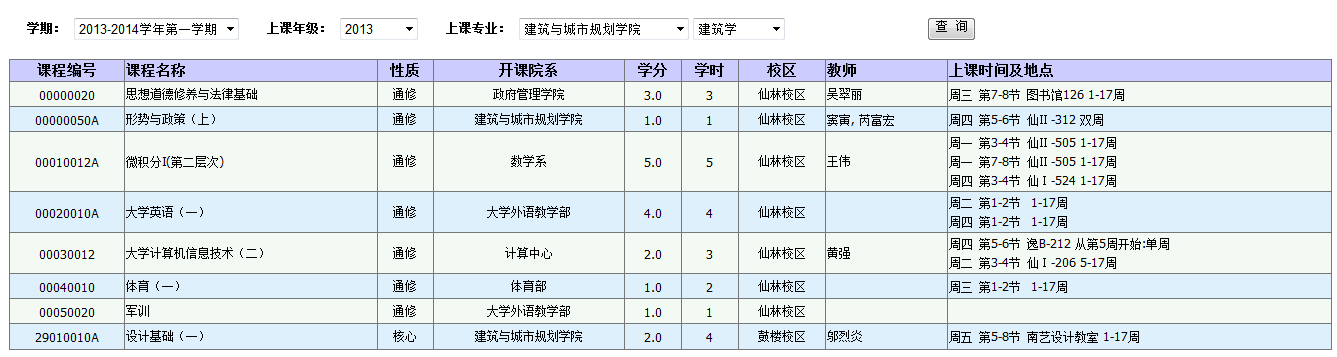 学期： 2013-2014学年第一学期 上课年级： 2013 上课专业： 建筑与城市规划学院 建筑学 查 询
课程编号 课程名称 性质 开课院系 学分 学时 校区 教师 上课时间及地点
00000020 思想道德修养与法律基础 通修 政府管理学院 3.0 3 仙林校区 吴翠丽 周三 第7-8节 图书馆126 1-17周
00000050A 形势与政策（上） 通修 建筑与城市规划学院 1.0 1 仙林校区 窦寅, 芮富宏 周四 第5-6节 仙II -312 双周
00010012A 微积分I(第二层次) 通修 数学系 5.0 5 仙林校区 王伟 周一 第3-4节 仙II -505 1-17周
周一 第7-8节 仙II -505 1-17周
周四 第3-4节 仙Ⅰ-524 1-17周
00020010A 大学英语（一） 通修 大学外语教学部 4.0 4 仙林校区 周二 第1-2节 1-17周
周四 第1-2节 1-17周
00030012 大学计算机信息技术（二） 通修 计算中心 2.0 3 仙林校区 黄强 周四 第5-6节 逸B-212 从第5周开始:单周
周二 第3-4节 仙Ⅰ-206 5-17周
00040010 体育（一） 通修 体育部 1.0 2 仙林校区 周三 第1-2节 1-17周
00050020 军训 通修 大学外语教学部 1.0 1 仙林校区
29010010A 设计基础（一） 核心 建筑与城市规划学院 2.0 4 鼓楼校区 邬烈炎 周五 第5-8节 南艺设计教室 1-17周